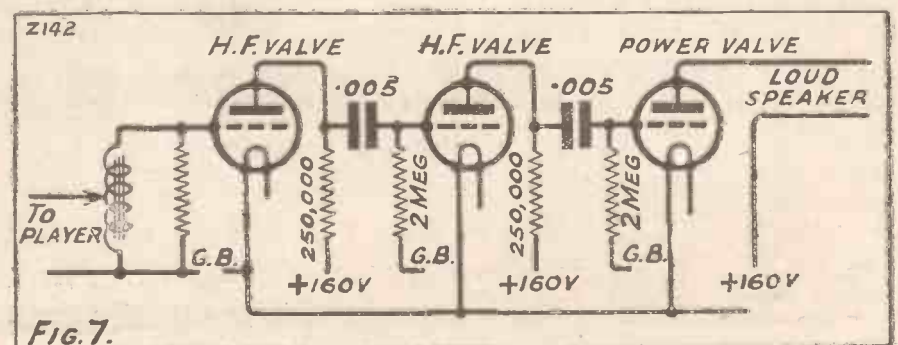 Z142
H.F. VALVE
H.F. VALVE
POWER VALVE
LOUD
SPEAKER
.005
.005
TO
PLAYER
250,000
2 MEG
250,000
2 MEG
G.B.
G.B.
G.B.
+160V
+160V
+160V
FIG. 7.